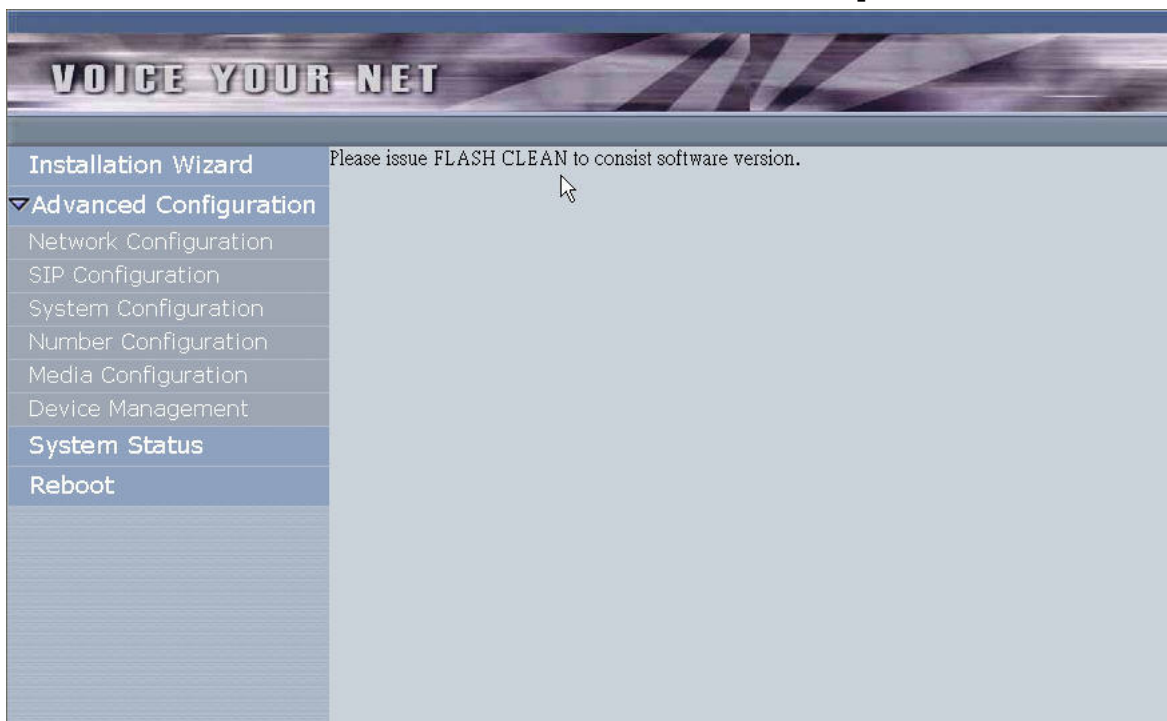 VOICE YOUR NET
Installation Wizard
Please issue FLASH CLEAN to consist software version.
Advanced Configuration
Network Configuration
SIP Configuration
System Configuration
Number Configuration
Media Configuration
Device Management
System Status
Reboot